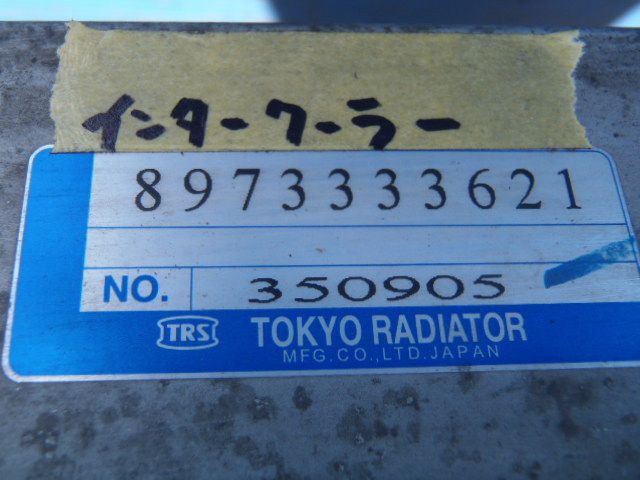 インタークーラー
8973333621
NO. 350905
TRS TOKYO RADIATOR
MFG.CO.,LTD.JAPAN